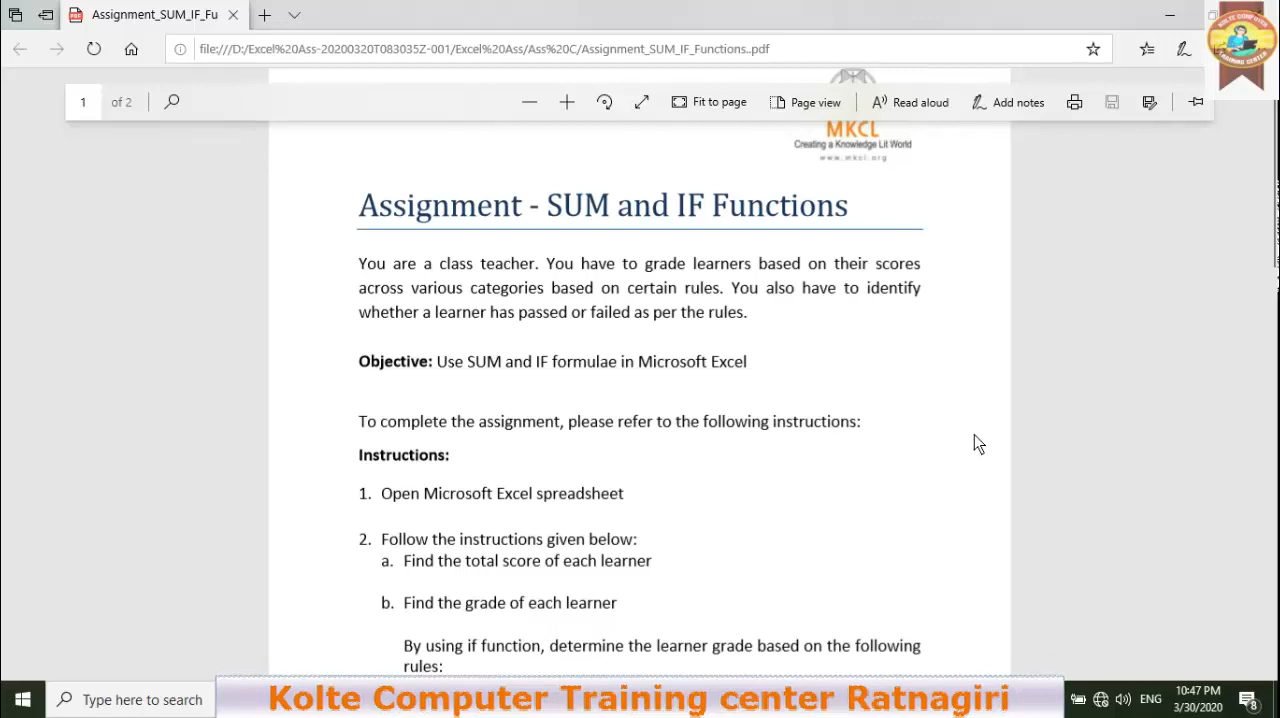 Assignment_SUM_IF_Fu
file:///D:/Excel%20Ass-20200320T083035Z-001/Excel%20Ass/Ass%20C/Assignment_SUM_IF_Functions..pdf
1 of 2
Fit to page
Page view
Read aloud
Add notes
MKCL
Creating a Knowledge Lit World
www.mkcl.org
Assignment - SUM and IF Functions
You are a class teacher. You have to grade learners based on their scores
across various categories based on certain rules. You also have to identify
whether a learner has passed or failed as per the rules.
Objective: Use SUM and IF formulae in Microsoft Excel
To complete the assignment, please refer to the following instructions:
Instructions:
1. Open Microsoft Excel spreadsheet
2. Follow the instructions given below:
a. Find the total score of each learner
b. Find the grade of each learner
By using if function, determine the learner grade based on the following
rules:
Type here to search
Kolte Computer Training center Ratnagiri
ENG
10:47 PM
3/30/2020
8